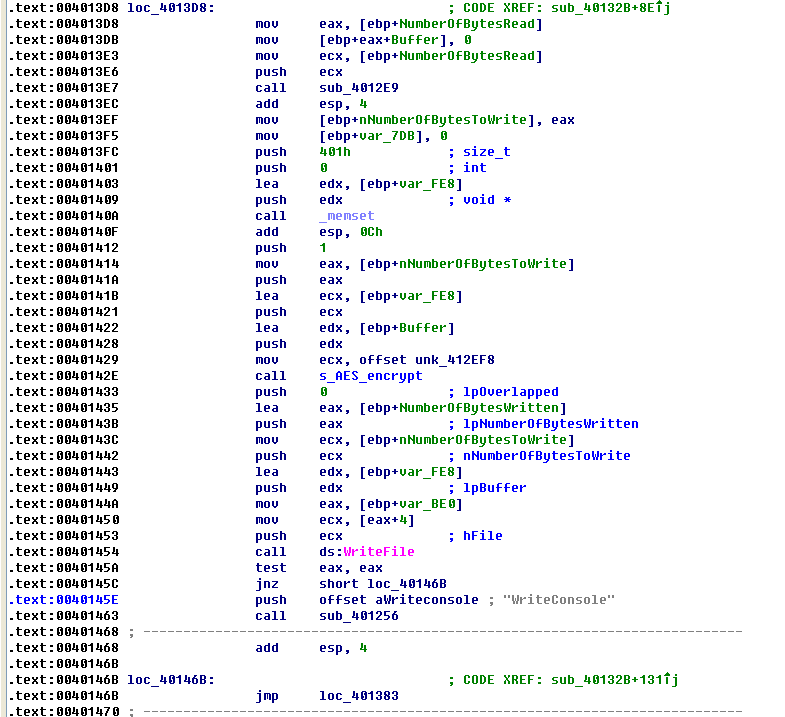 .text:004013D8 loc_4013D8: ; CODE XREF: sub_40132B+8E↑j
.text:004013D8 mov eax, [ebp+NumberOfBytesRead]
.text:004013DB mov [ebp+eax+Buffer], 0
.text:004013E3 mov ecx, [ebp+NumberOfBytesRead]
.text:004013E6 push ecx
.text:004013E7 call sub_4012E9
.text:004013EC add esp, 4
.text:004013EF mov [ebp+nNumberOfBytesToWrite], eax
.text:004013F5 mov [ebp+var_7DB], 0
.text:004013FC push 401h ; size_t
.text:00401401 push 0 ; int
.text:00401403 lea edx, [ebp+var_FE8]
.text:00401409 push edx ; void *
.text:0040140A call _memset
.text:0040140F add esp, 0Ch
.text:00401412 push 1
.text:00401414 mov eax, [ebp+nNumberOfBytesToWrite]
.text:0040141A push eax
.text:0040141B lea ecx, [ebp+var_FE8]
.text:00401421 push ecx
.text:00401422 lea edx, [ebp+Buffer]
.text:00401428 push edx
.text:00401429 mov ecx, offset unk_412EF8
.text:0040142E call s_AES_encrypt
.text:00401433 push 0 ; lpOverlapped
.text:00401435 lea eax, [ebp+NumberOfBytesWritten]
.text:0040143B push eax ; lpNumberOfBytesWritten
.text:0040143C mov ecx, [ebp+nNumberOfBytesToWrite]
.text:00401442 push ecx ; nNumberOfBytesToWrite
.text:00401443 lea edx, [ebp+var_FE8]
.text:00401449 push edx ; lpBuffer
.text:0040144A mov eax, [ebp+var_BE0]
.text:00401450 mov ecx, [eax+4]
.text:00401453 push ecx ; hFile
.text:00401454 call ds:WriteFile
.text:0040145A test eax, eax
.text:0040145C jnz short loc_40146B
.text:0040145E push offset aWriteconsole ; "WriteConsole"
.text:00401463 call sub_401256
.text:00401468 ; ---------------------------------------------------------------------------
.text:00401468 add esp, 4
.text:0040146B
.text:0040146B loc_40146B: ; CODE XREF: sub_40132B+131↑j
.text:0040146B jmp loc_401383
.text:00401470 ; ---------------------------------------------------------------------------